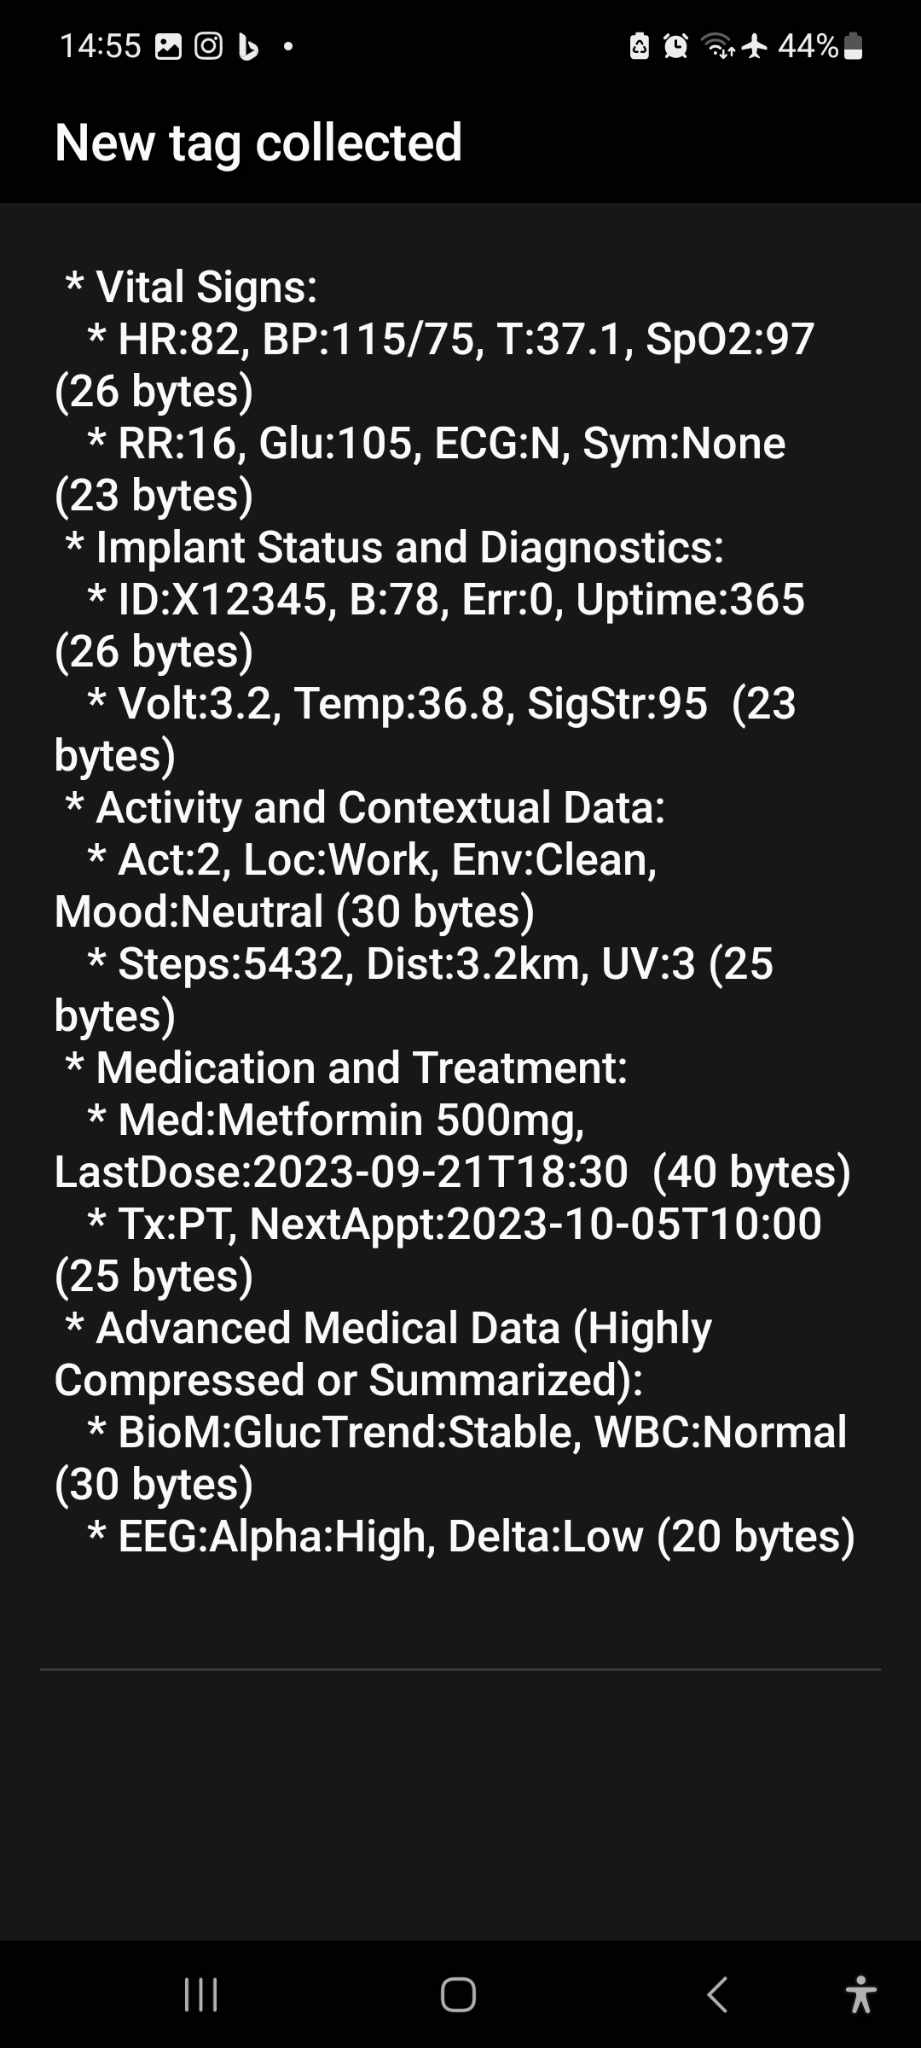 14:55
44%
New tag collected
* Vital Signs:
* HR:82, BP:115/75, T:37.1, SpO2:97
(26 bytes)
* RR:16, Glu:105, ECG:N, Sym:None
(23 bytes)
* Implant Status and Diagnostics:
* ID:X12345, B:78, Err:0, Uptime:365
(26 bytes)
* Volt:3.2, Temp:36.8, SigStr:95  (23
bytes)
* Activity and Contextual Data:
* Act:2, Loc:Work, Env:Clean,
Mood:Neutral (30 bytes)
* Steps:5432, Dist:3.2km, UV:3 (25
bytes)
* Medication and Treatment:
* Med:Metformin 500mg,
LastDose:2023-09-21T18:30  (40 bytes)
* Tx:PT, NextAppt:2023-10-05T10:00
(25 bytes)
* Advanced Medical Data (Highly
Compressed or Summarized):
* BioM:GlucTrend:Stable, WBC:Normal
(30 bytes)
* EEG:Alpha:High, Delta:Low (20 bytes)